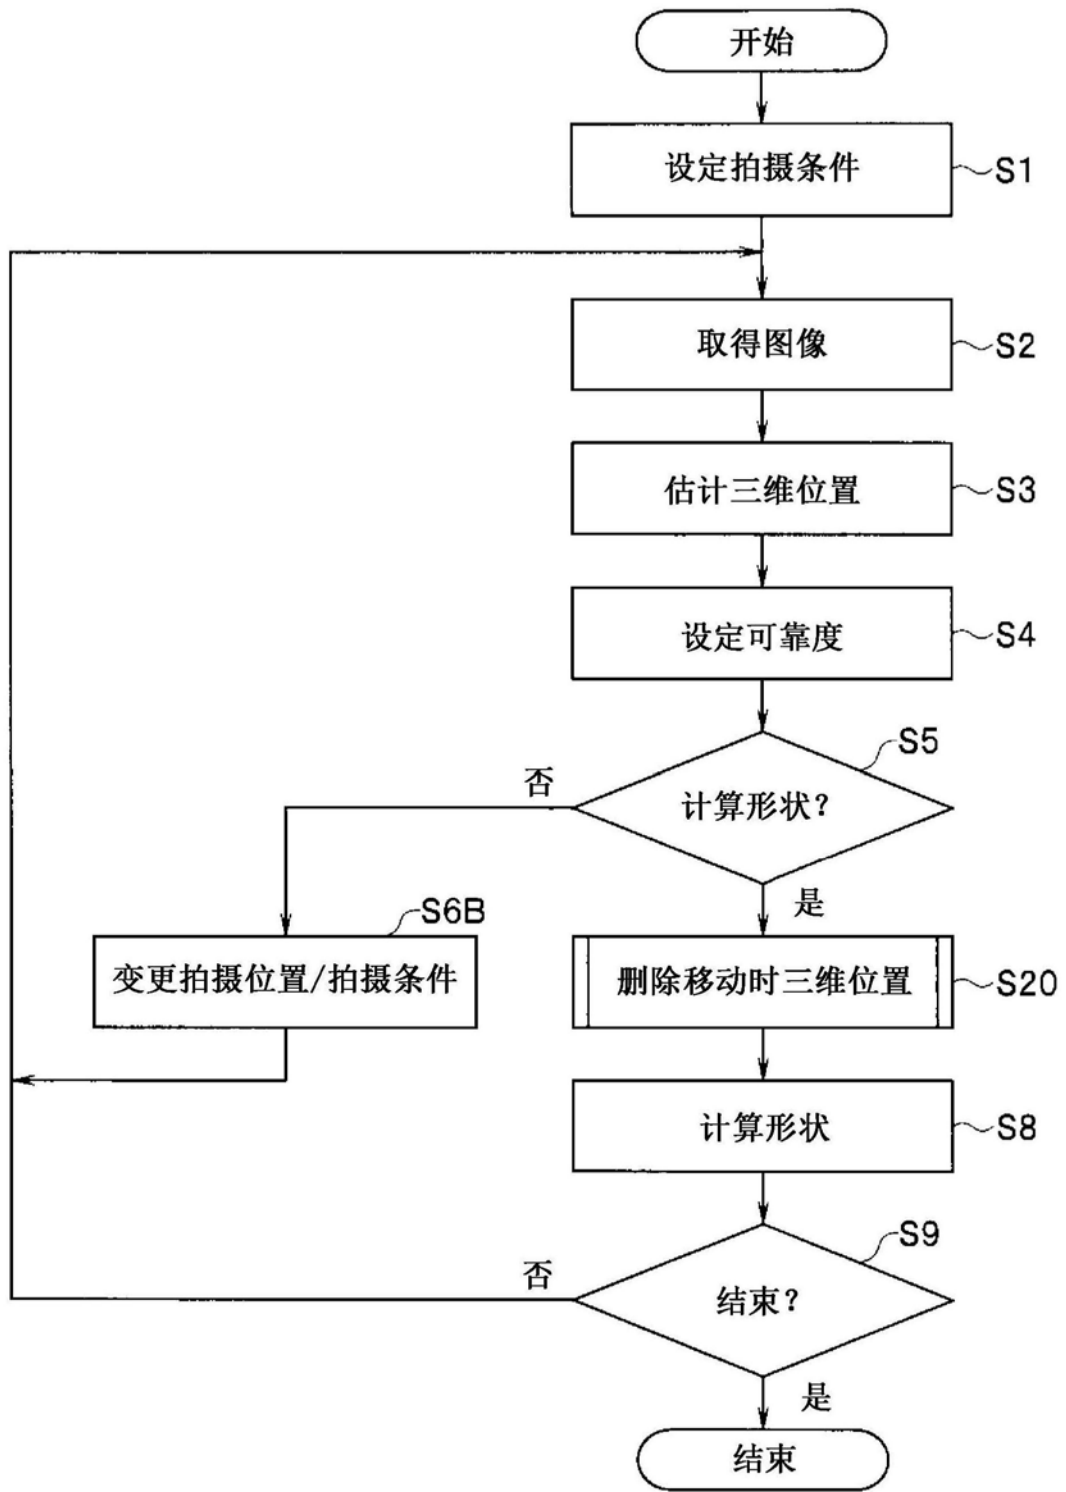 开始
设定拍摄条件
S1
取得图像
S2
估计三维位置
S3
设定可靠度
S4
S5
否
计算形状?
是
S6B
变更拍摄位置/拍摄条件
删除移动时三维位置
S20
计算形状
S8
S9
否
结束?
是
结束